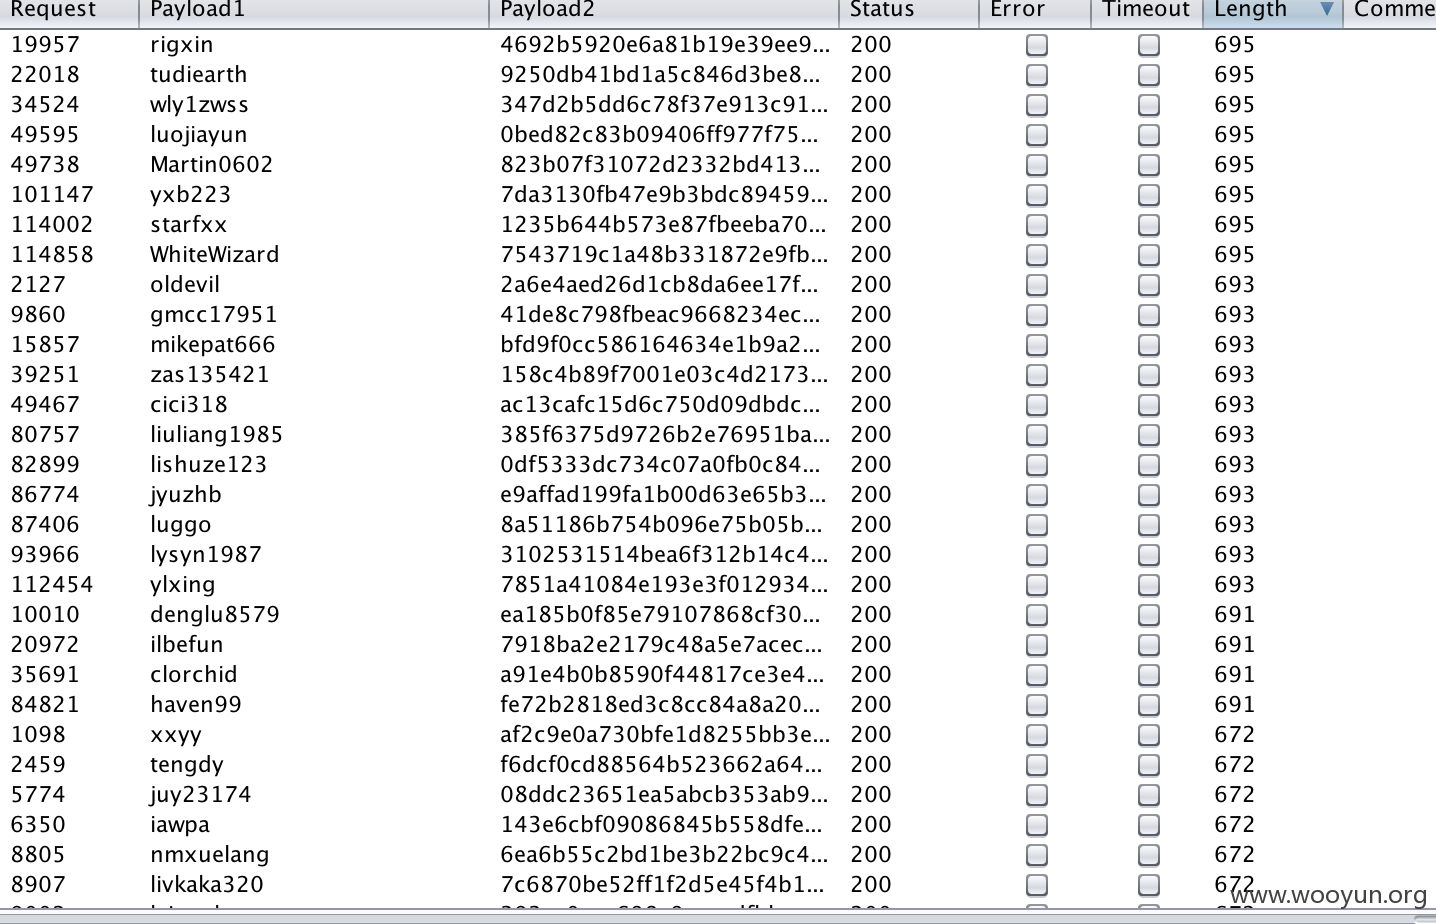 Request Payload1 Payload2 Status Error Timeout Length Comme
19957 rigxin 4692b5920e6a81b19e39ee9... 200 695
22018 tudiearth 9250db41bd1a5c846d3be8... 200 695
34524 wly1zwss 347d2b5dd6c78f37e913c91... 200 695
49595 luojiayun 0bed82c83b09406ff977f75... 200 695
49738 Martin0602 823b07f31072d2332bd413... 200 695
101147 yxb223 7da3130fb47e9b3bdc89459... 200 695
114002 starfxx 1235b644b573e87fbeeba70... 200 695
114858 WhiteWizard 7543719c1a48b331872e9fb... 200 695
2127 oldevil 2a6e4aed26d1cb8da6ee17f... 200 693
9860 gmcc17951 41de8c798fbeac9668234ec... 200 693
15857 mikepat666 bfd9f0cc586164634e1b9a2... 200 693
39251 zas135421 158c4b89f7001e03c4d2173... 200 693
49467 cici318 ac13cafc15d6c750d09dbdc... 200 693
80757 liuliang1985 385f6375d9726b2e76951ba... 200 693
82899 lishuze123 0df5333dc734c07a0fb0c84... 200 693
86774 jyuzhb e9affad199fa1b00d63e65b3... 200 693
87406 luggo 8a51186b754b096e75b05b... 200 693
93966 lysyn1987 3102531514bea6f312b14c4... 200 693
112454 ylxing 7851a41084e193e3f012934... 200 693
10010 denglu8579 ea185b0f85e79107868cf30... 200 691
20972 ilbefun 7918ba2e2179c48a5e7acec... 200 691
35691 clorchid a91e4b0b8590f44817ce3e4... 200 691
84821 haven99 fe72b2818ed3c8cc84a8a20... 200 691
1098 xxyy af2c9e0a730bfe1d8255bb3e... 200 672
2459 tengdy f6dcf0cd88564b523662a64... 200 672
5774 juy23174 08ddc23651ea5abcb353ab9... 200 672
6350 iawpa 143e6cbf09086845b558dfe... 200 672
8805 nmxuelang 6ea6b55c2bd1be3b22bc9c4... 200 672
8907 livkaka320 7c6870be52ff1f2d5e45f4b1... 200 672
www.wooyun.org